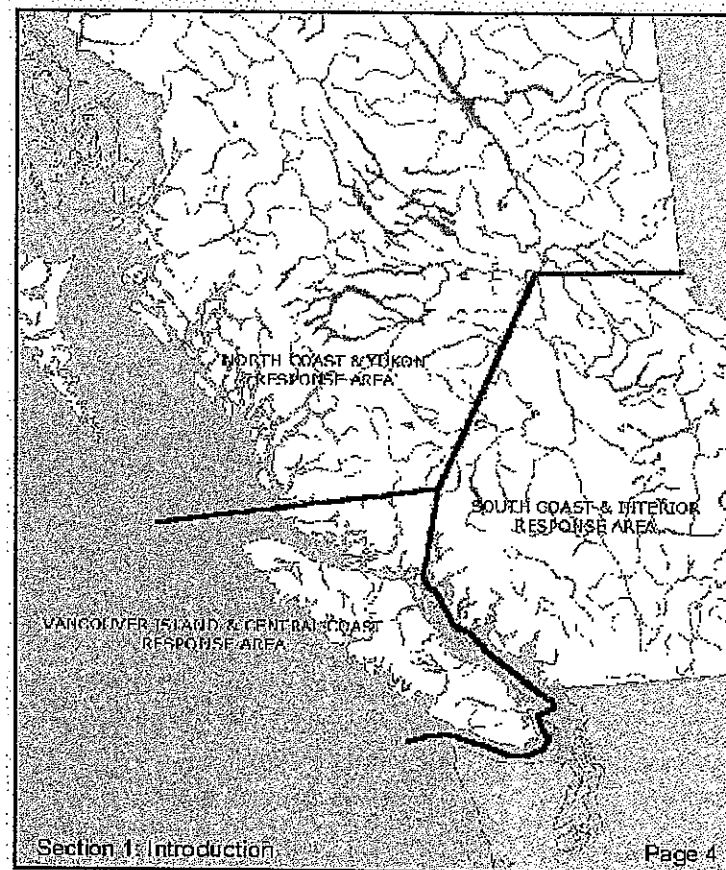 NORTH COAST & YUKON
RESPONSE AREA
SOUTH COAST & INTERIOR
RESPONSE AREA
VANCOUVER ISLAND & CENTRAL COAST
RESPONSE AREA
Section 1: Introduction
Page 4